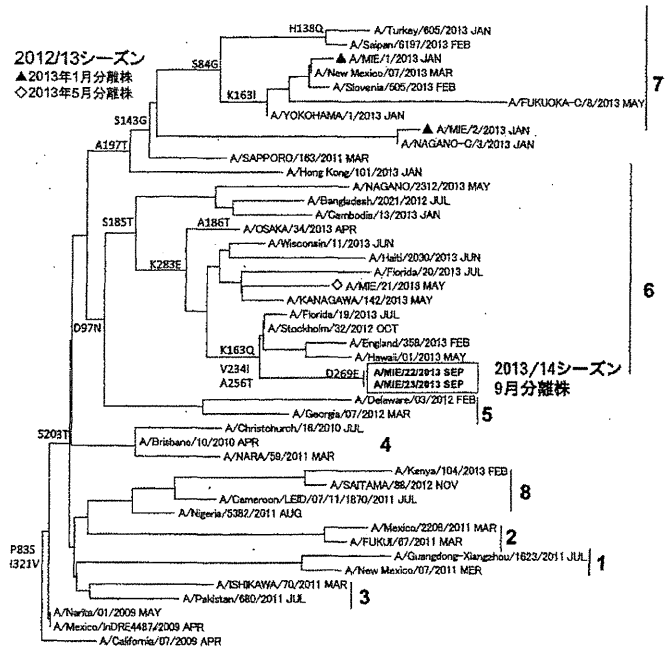 H138Q
A/Turkey/605/2013 JAN
A/Saipan/6197/2013 FEB
2012/13シーズン
▲2013年1月分離株
◇2013年5月分離株
S84G
▲ A/MIE/1/2013 JAN
A/New Mexico/07/2013 MAR
A/Slovenia/605/2013 FEB
K163I
A/FUKUOKA-C/8/2013 MAY
7
A/YOKOHAMA/1/2013 JAN
S143G
▲ A/MIE/2/2013 JAN
A/NAGANO-C/3/2013 JAN
A197T
A/SAPPORO/163/2011 MAR
A/Hong Kong/101/2013 JAN
A/NAGANO/2312/2013 MAY
A/Bangladesh/2021/2012 JUL
S185T
A/Cambodia/13/2013 JAN
A186T
A/OSAKA/34/2013 APR
A/Wisconsin/11/2013 JUN
A/Haiti/2030/2013 JUN
K283E
A/Florida/20/2013 JUL
6
◇ A/MIE/21/2013 MAY
A/KANAGAWA/142/2013 MAY
A/Florida/19/2013 JUL
D97N
A/Stockholm/32/2012 OCT
A/England/358/2013 FEB
K163Q
A/Hawaii/01/2013 MAY
V234I
A256T
D269E
A/MIE/22/2013 SEP
A/MIE/23/2013 SEP
2013/14シーズン
9月分離株
A/Delaware/03/2012 FEB
A/Georgia/07/2012 MAR
5
S203T
A/Christchurch/16/2010 JUL
A/Brisbane/10/2010 APR
4
A/NARA/59/2011 MAR
A/Kenya/104/2013 FEB
A/SAITAMA/88/2012 NOV
8
A/Cameroon/LEID/07/11/1870/2011 JUL
A/Nigeria/5382/2011 AUG
A/Mexico/2208/2011 MAR
2
A/FUKUI/67/2011 MAR
P83S
I321V
A/Guangdong-Xiangzhou/1623/2011 JUL
1
A/New Mexico/07/2011 MER
A/ISHIKAWA/70/2011 MAR
3
A/Pakistan/680/2011 JUL
A/Narita/01/2009 MAY
A/Mexico/InDRE4487/2009 APR
A/California/07/2009 APR